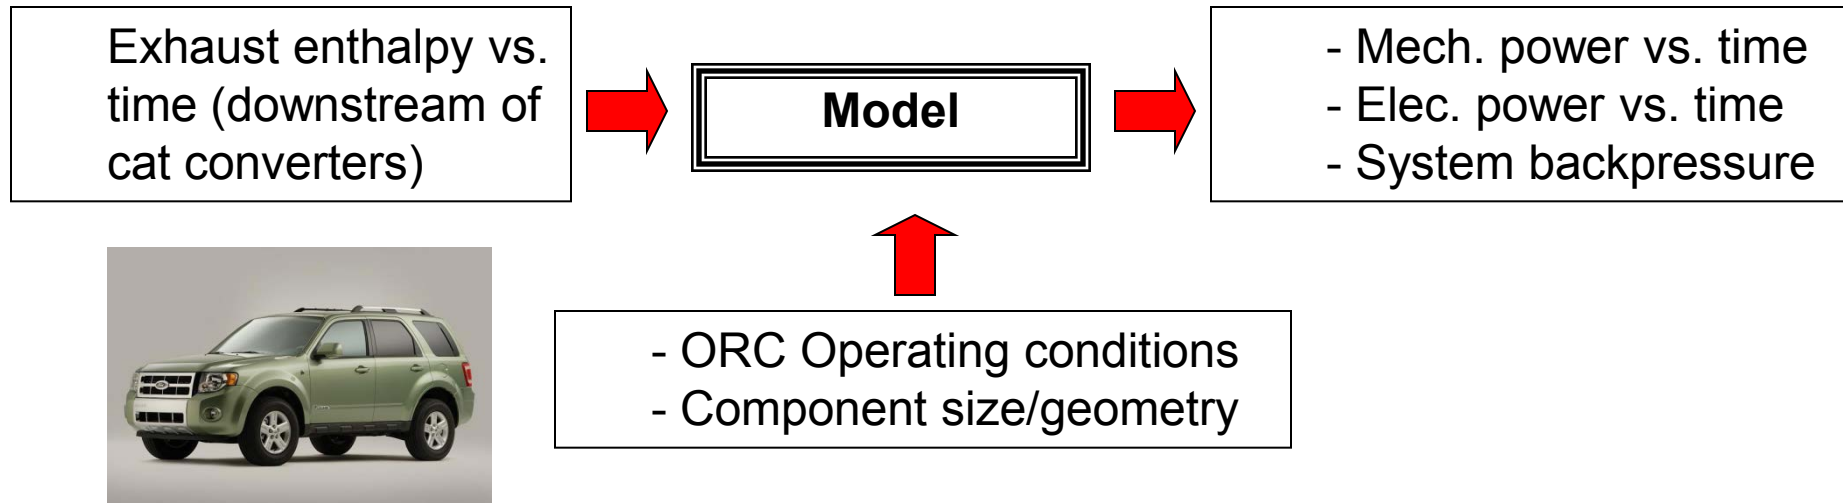 Exhaust enthalpy vs.
time (downstream of
cat converters)
Model
- Mech. power vs. time
- Elec. power vs. time
- System backpressure
- ORC Operating conditions
- Component size/geometry